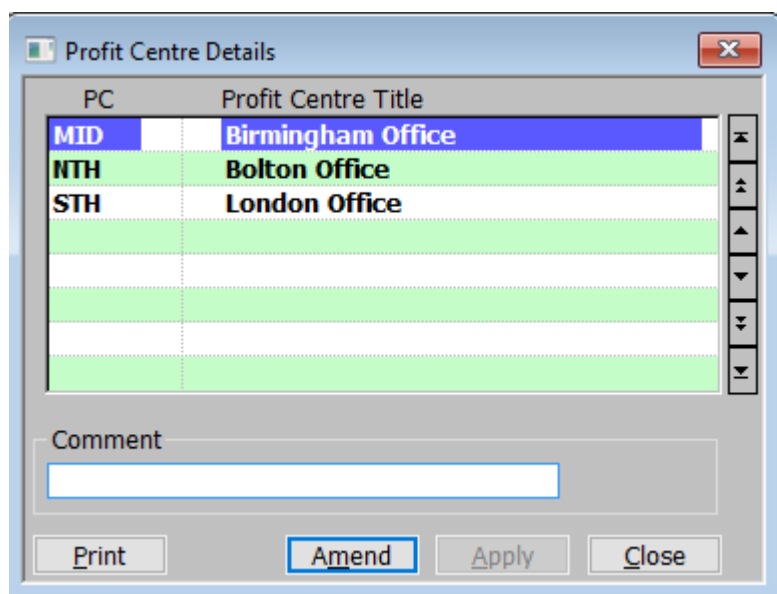 Profit Centre Details
PC Profit Centre Title
MID Birmingham Office
NTH Bolton Office
STH London Office
Comment
Print Amend Apply Close